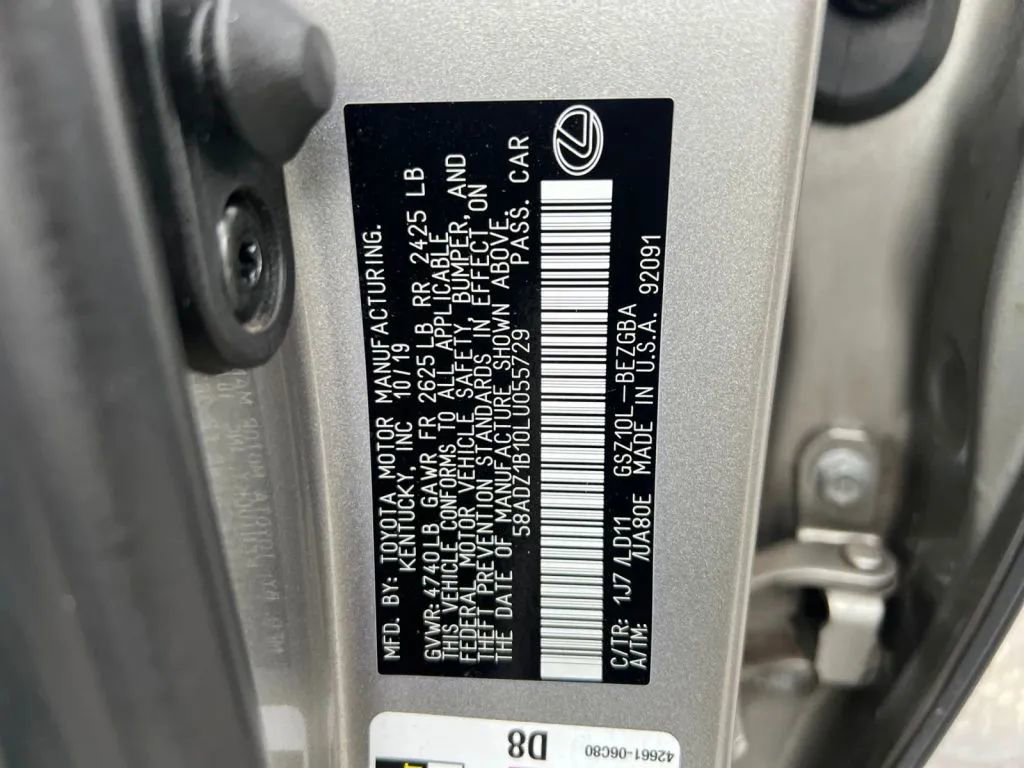 MFD. BY: TOYOTA MOTOR MANUFACTURING.
KENTUCKY, INC 10/19
GVWR: 4740LB GAWR FR 2625LB RR 2425 LB
THIS VEHICLE CONFORMS TO ALL APPLICABLE
FEDERAL MOTOR VEHICLE SAFETY, BUMPER, AND
THEFT PREVENTION STANDARDS IN EFFECT ON
THE DATE OF MANUFACTURE SHOWN ABOVE.
58ADZ1B10LU055729 PASS. CAR
C/TR: 1J7/LD11 GSZ10L-BEZGBA
A/TM: /UA80E MADE IN U.S.A. 92091
D8
42661-06C80